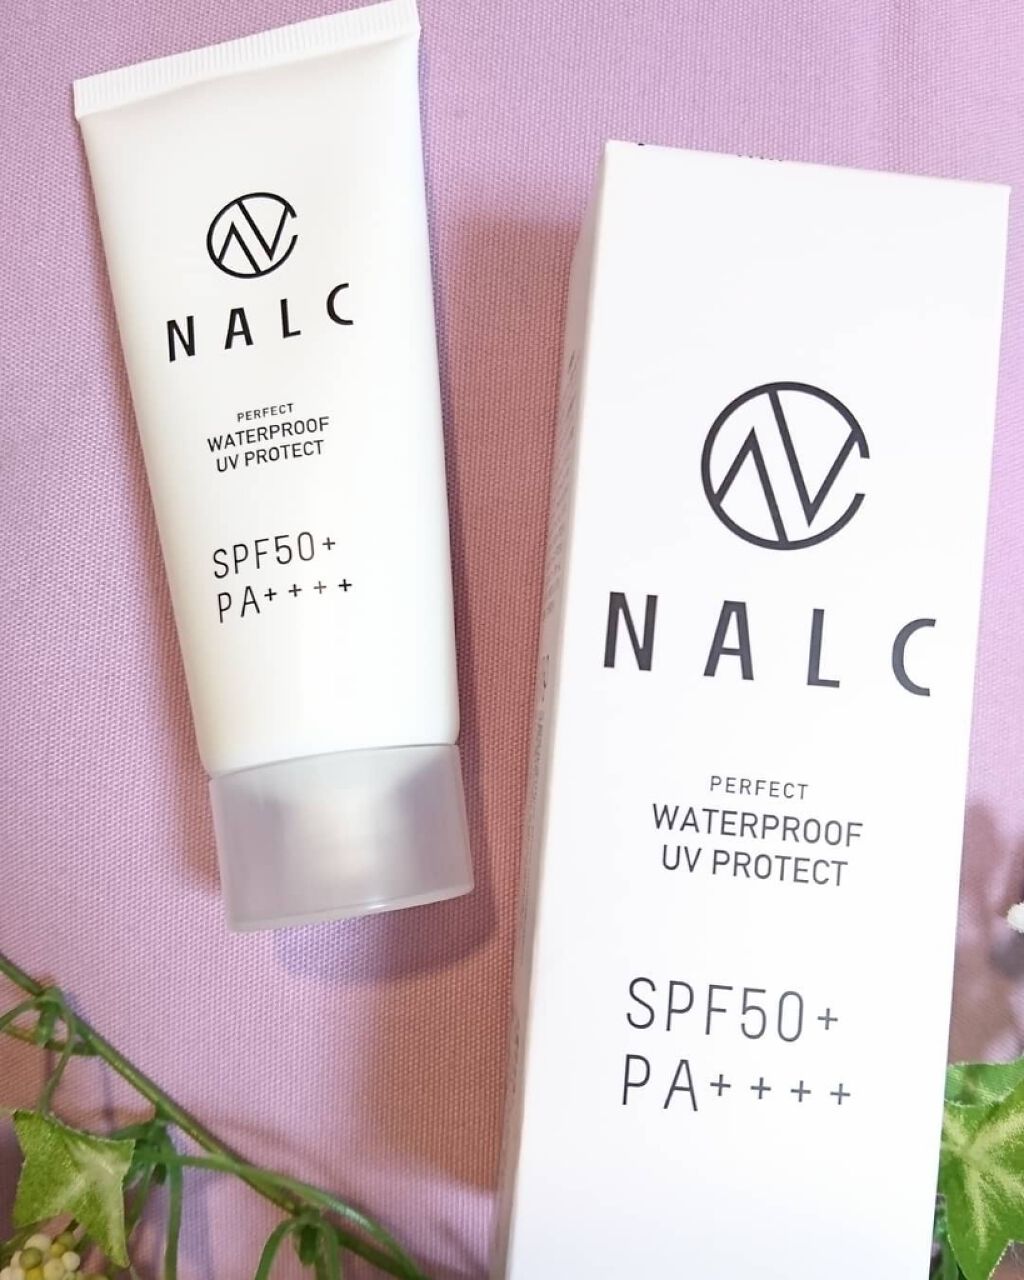 NALC
PERFECT
WATERPROOF
UV PROTECT
SPF50+
PA++++
NALC
PERFECT
WATERPROOF
UV PROTECT
SPF50+
PA++++